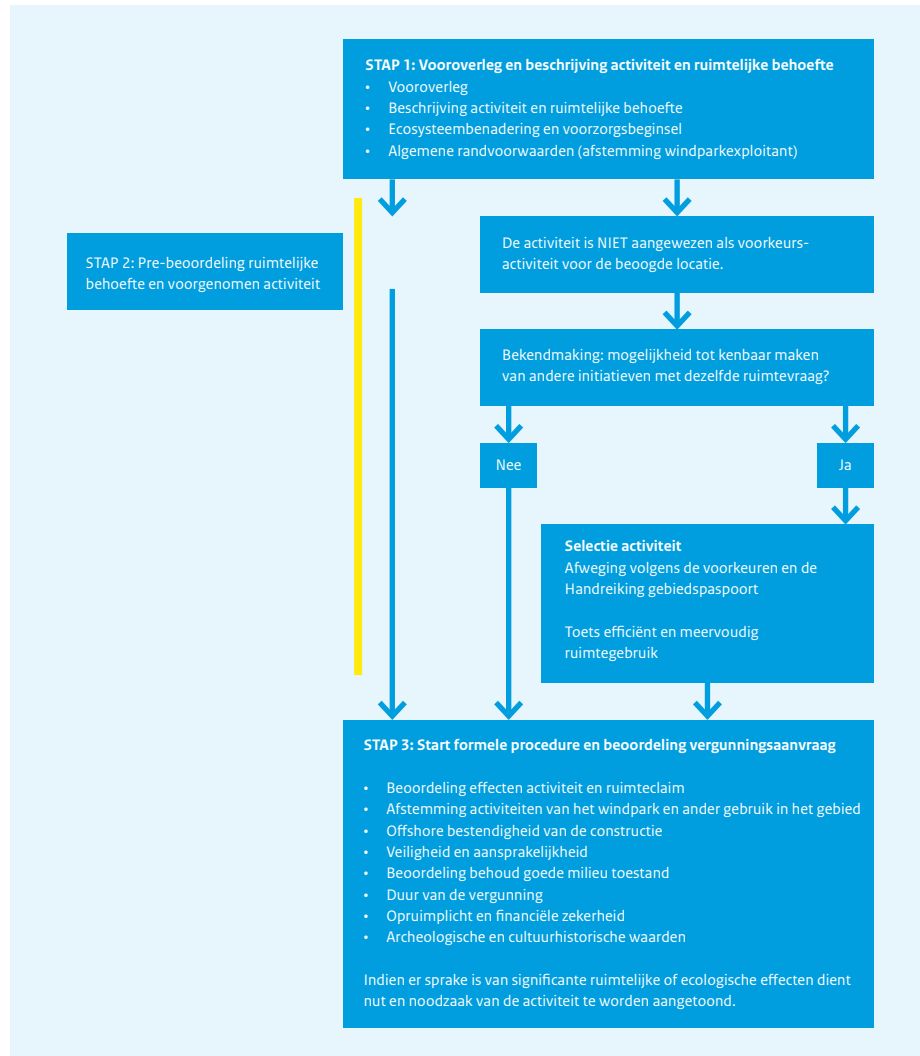 STAP 1: Vooroverleg en beschrijving activiteit en ruimtelijke behoefte
• Vooroverleg
• Beschrijving activiteit en ruimtelijke behoefte
• Ecosysteembenadering en voorzorgsbeginsel
• Algemene randvoorwaarden (afstemming windparkexploitant)
STAP 2: Pre-beoordeling ruimtelijke
behoefte en voorgenomen activiteit
De activiteit is NIET aangewezen als voorkeurs-
activiteit voor de beoogde locatie.
Bekendmaking: mogelijkheid tot kenbaar maken
van andere initiatieven met dezelfde ruimtevraag?
Nee
Ja
Selectie activiteit
Afweging volgens de voorkeuren en de
Handreiking gebiedspaspoort
Toets efficiënt en meervoudig
ruimtegebruik
STAP 3: Start formele procedure en beoordeling vergunningsaanvraag
• Beoordeling effecten activiteit en ruimteclaim
• Afstemming activiteiten van het windpark en ander gebruik in het gebied
• Offshore bestendigheid van de constructie
• Veiligheid en aansprakelijkheid
• Beoordeling behoud goede milieu toestand
• Duur van de vergunning
• Opruimplicht en financiële zekerheid
• Archeologische en cultuurhistorische waarden
Indien er sprake is van significante ruimtelijke of ecologische effecten dient
nut en noodzaak van de activiteit te worden aangetoond.